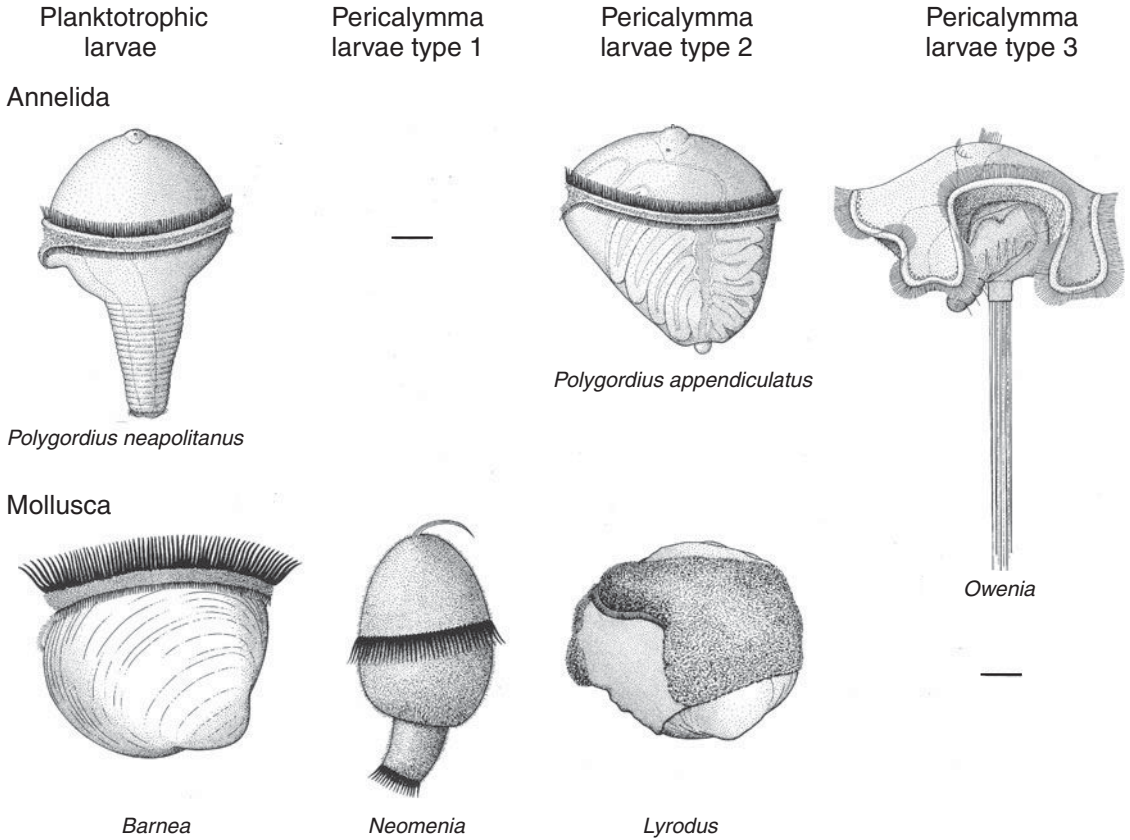 Planktotrophic
larvae
Pericalymma
larvae type 1
Pericalymma
larvae type 2
Pericalymma
larvae type 3
Annelida
Polygordius neapolitanus
Polygordius appendiculatus
Owenia
Mollusca
Barnea
Neomenia
Lyrodus